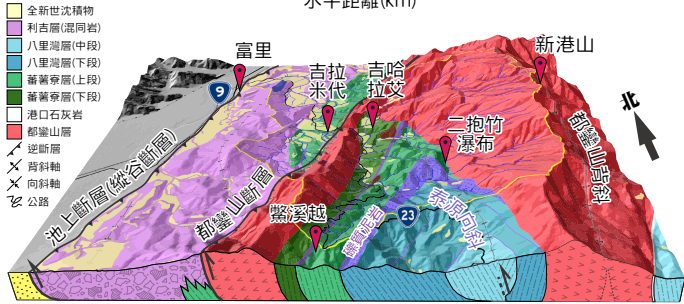 水平距離(km)
全新世沈積物
利吉層(混同岩)
八里灣層(中段)
八里灣層(下段)
蕃薯寮層(上段)
蕃薯寮層(下段)
港口石灰岩
都巒山層
逆斷層
背斜軸
向斜軸
公路
富里
9
吉拉
米代
吉哈
拉艾
新港山
北
二抱竹
瀑布
鱉溪越
23
泰源向斜
池上斷層(縱谷斷層)
都巒山斷層
都巒山背斜